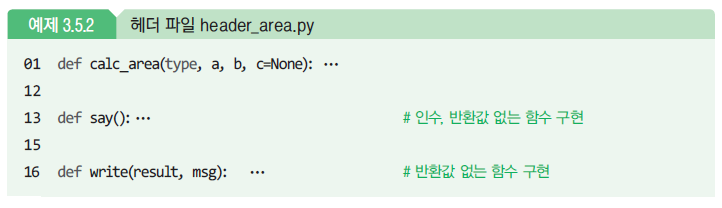 예제 3.5.2 헤더 파일 header_area.py
01 def calc_area(type, a, b, c=None): ⋯
12
13 def say(): ⋯ # 인수, 반환값 없는 함수 구현
15
16 def write(result, msg): ⋯ # 반환값 없는 함수 구현